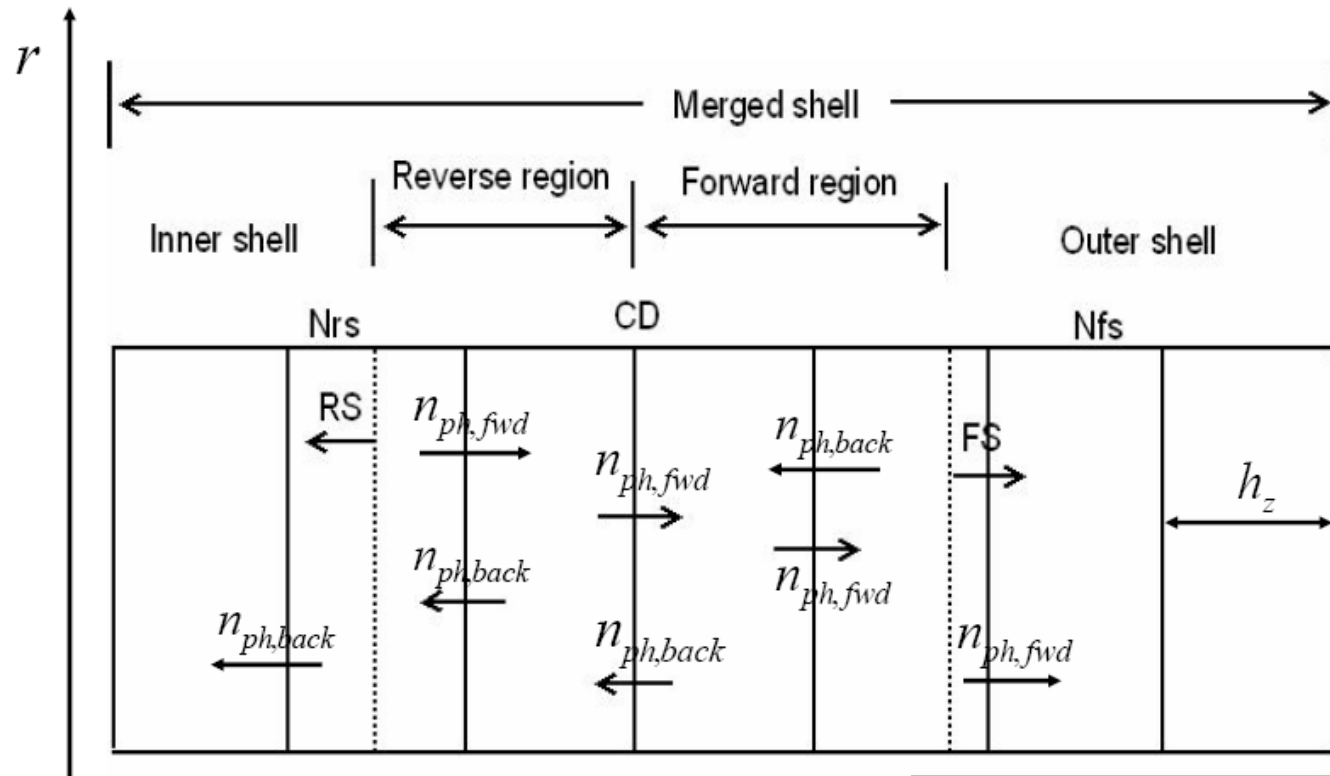 r
Merged shell
Reverse region
Forward region
Inner shell
Outer shell
Nrs
CD
Nfs
RS
n_{ph,fwd}
n_{ph,fwd}
n_{ph,back}
FS
h_z
n_{ph,back}
n_{ph,fwd}
n_{ph,back}
n_{ph,back}
n_{ph,fwd}